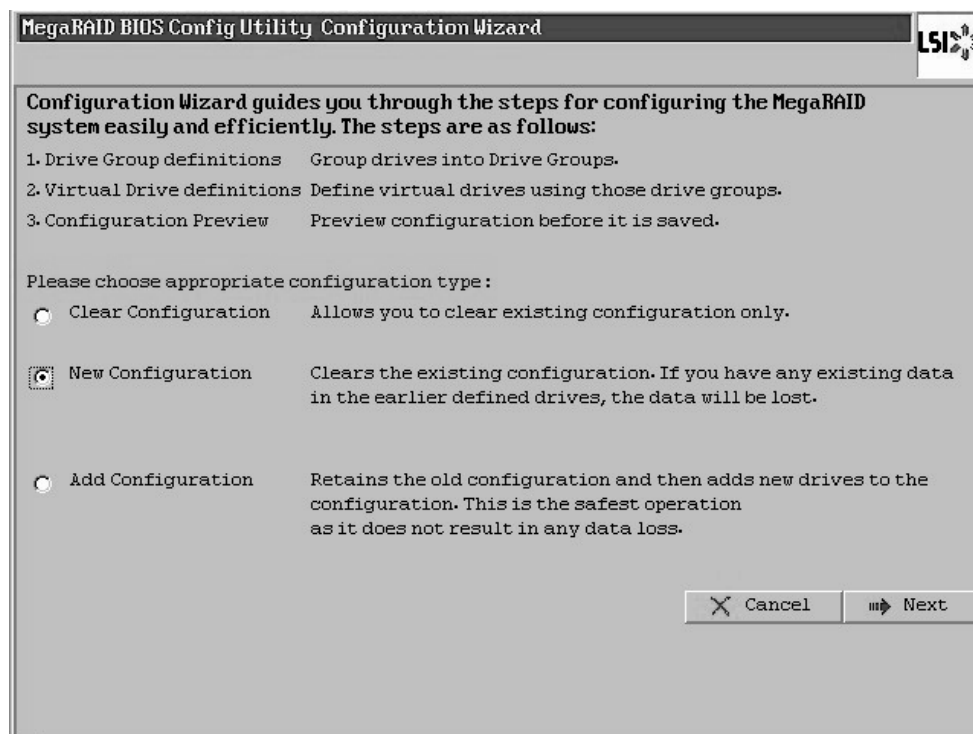 MegaRAID BIOS Config Utility Configuration Wizard
LSI
Configuration Wizard guides you through the steps for configuring the MegaRAID
system easily and efficiently. The steps are as follows:
1. Drive Group definitions Group drives into Drive Groups.
2. Virtual Drive definitions Define virtual drives using those drive groups.
3. Configuration Preview Preview configuration before it is saved.
Please choose appropriate configuration type:
Clear Configuration Allows you to clear existing configuration only.
New Configuration Clears the existing configuration. If you have any existing data
in the earlier defined drives, the data will be lost.
Add Configuration Retains the old configuration and then adds new drives to the
configuration. This is the safest operation
as it does not result in any data loss.
Cancel Next